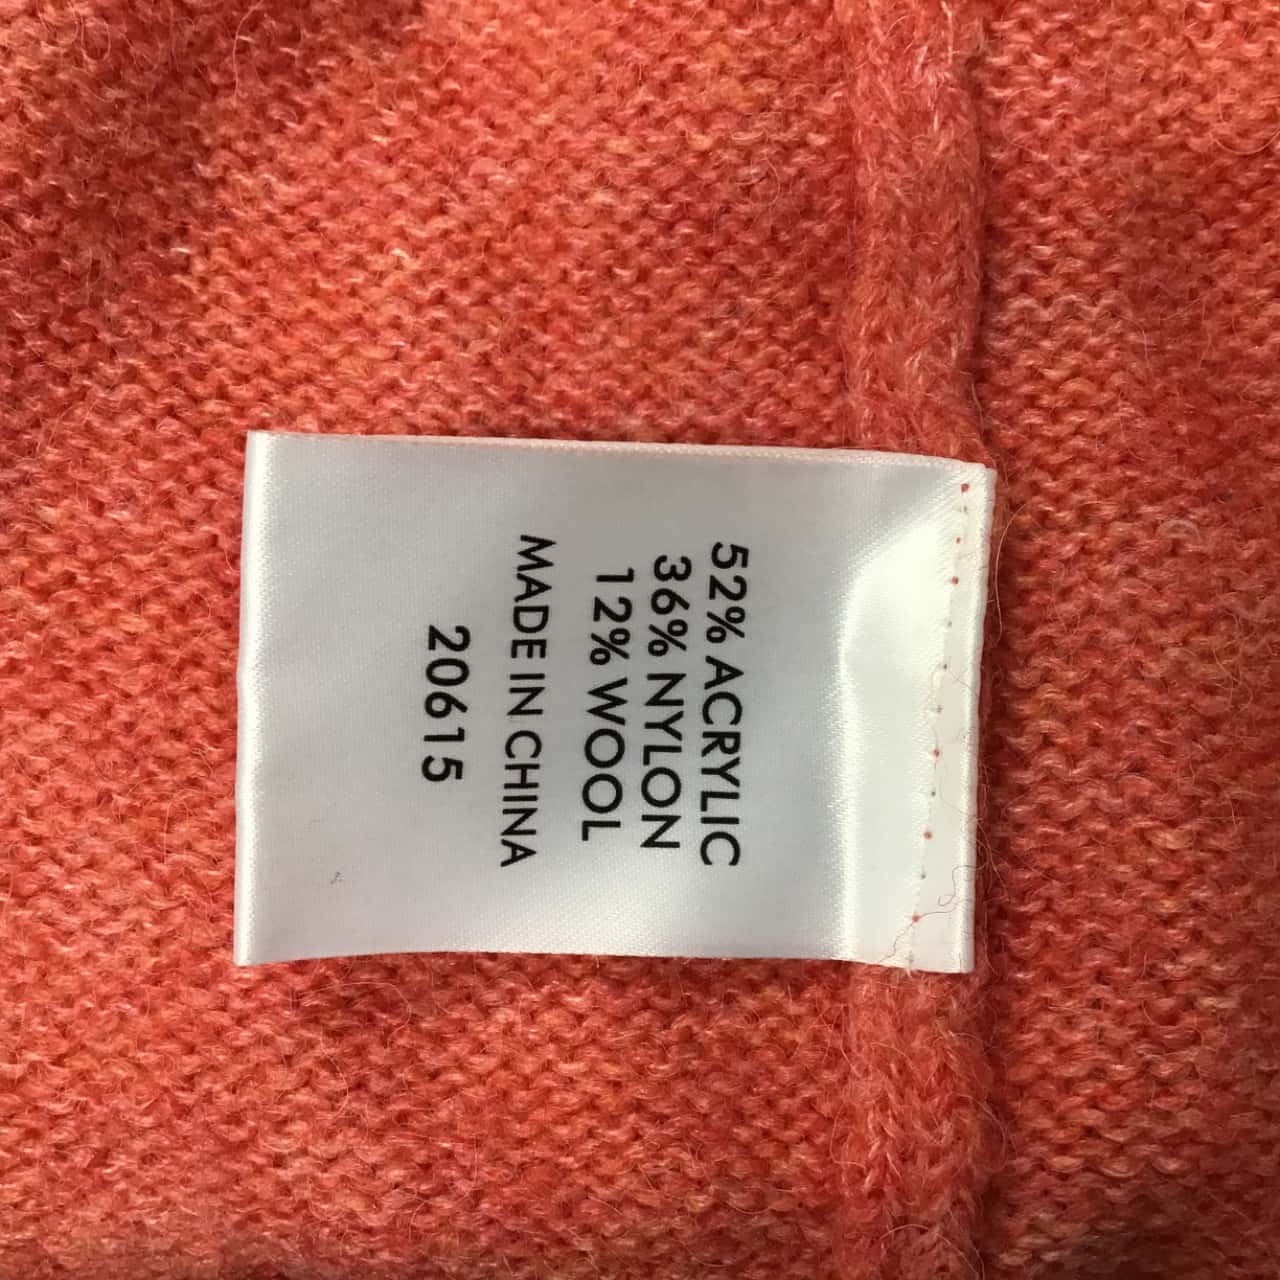 52% ACRYLIC
36% NYLON
12% WOOL
MADE IN CHINA
20615